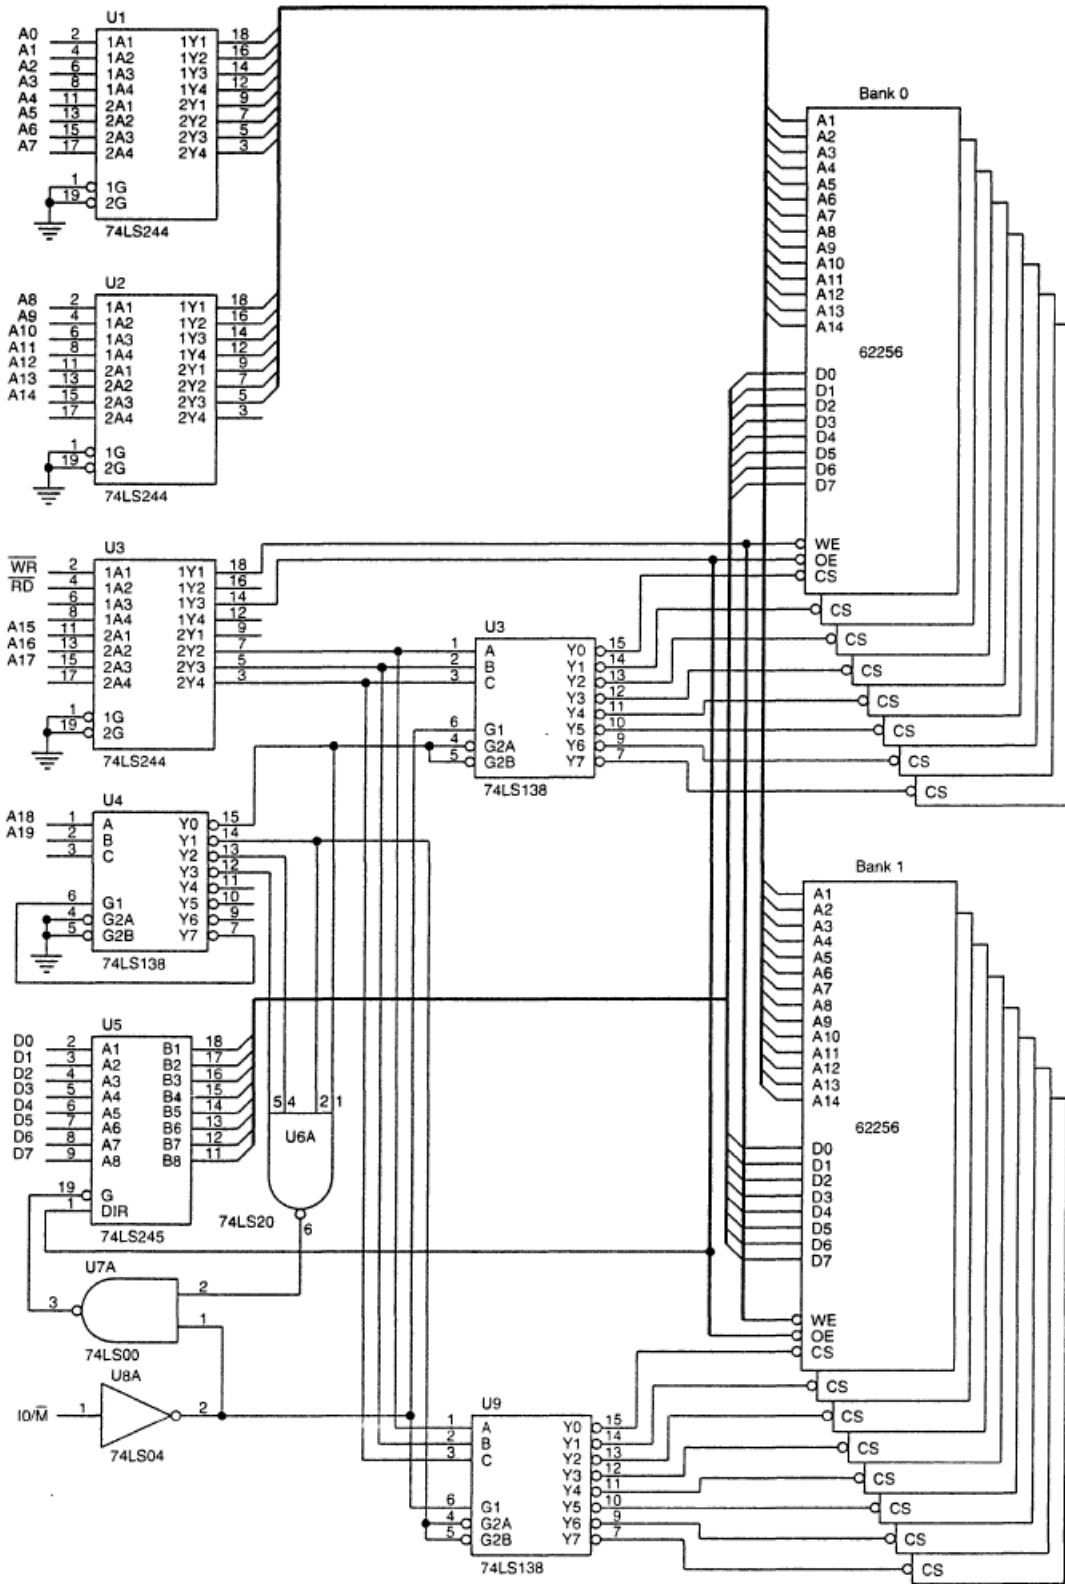 U1
A0 2 1A1 1Y1 18
A1 4 1A2 1Y2 16
A2 6 1A3 1Y3 14
A3 8 1A4 1Y4 12
A4 11 2A1 2Y1 9
A5 13 2A2 2Y2 7
A6 15 2A3 2Y3 5
A7 17 2A4 2Y4 3
1 1G
19 2G
74LS244
U2
A8 2 1A1 1Y1 18
A9 4 1A2 1Y2 16
A10 6 1A3 1Y3 14
A11 8 1A4 1Y4 12
A12 11 2A1 2Y1 9
A13 13 2A2 2Y2 7
A14 15 2A3 2Y3 5
17 2A4 2Y4 3
1 1G
19 2G
74LS244
U3
W̅R̅ 2 1A1 1Y1 18
R̅D̅ 4 1A2 1Y2 16
6 1A3 1Y3 14
8 1A4 1Y4 12
A15 11 2A1 2Y1 9
A16 13 2A2 2Y2 7
A17 15 2A3 2Y3 5
17 2A4 2Y4 3
1 1G
19 2G
74LS244
U4
A18 1 A Y0 15
A19 2 B Y1 14
3 C Y2 13
Y3 12
Y4 11
6 G1 Y5 10
4 G2A Y6 9
5 G2B Y7 7
74LS138
U5
D0 2 A1 B1 18
D1 3 A2 B2 17
D2 4 A3 B3 16
D3 5 A4 B4 15
D4 6 A5 B5 14
D5 7 A6 B6 13
D6 8 A7 B7 12
D7 9 A8 B8 11
19 G
1 DIR
74LS245
5 4 2 1
U6A
74LS20
6
U7A
3 2
1
74LS00
U8A
IO/M̅ 1 2
74LS04
U3
1 A Y0 15
2 B Y1 14
3 C Y2 13
Y3 12
Y4 11
6 G1 Y5 10
4 G2A Y6 9
5 G2B Y7 7
74LS138
U9
1 A Y0 15
2 B Y1 14
3 C Y2 13
Y3 12
Y4 11
6 G1 Y5 10
4 G2A Y6 9
5 G2B Y7 7
74LS138
Bank 0
A1
A2
A3
A4
A5
A6
A7
A8
A9
A10
A11
A12
A13
A14
62256
D0
D1
D2
D3
D4
D5
D6
D7
WE
OE
CS
CS
CS
CS
CS
CS
CS
CS
Bank 1
A1
A2
A3
A4
A5
A6
A7
A8
A9
A10
A11
A12
A13
A14
62256
D0
D1
D2
D3
D4
D5
D6
D7
WE
OE
CS
CS
CS
CS
CS
CS
CS
CS